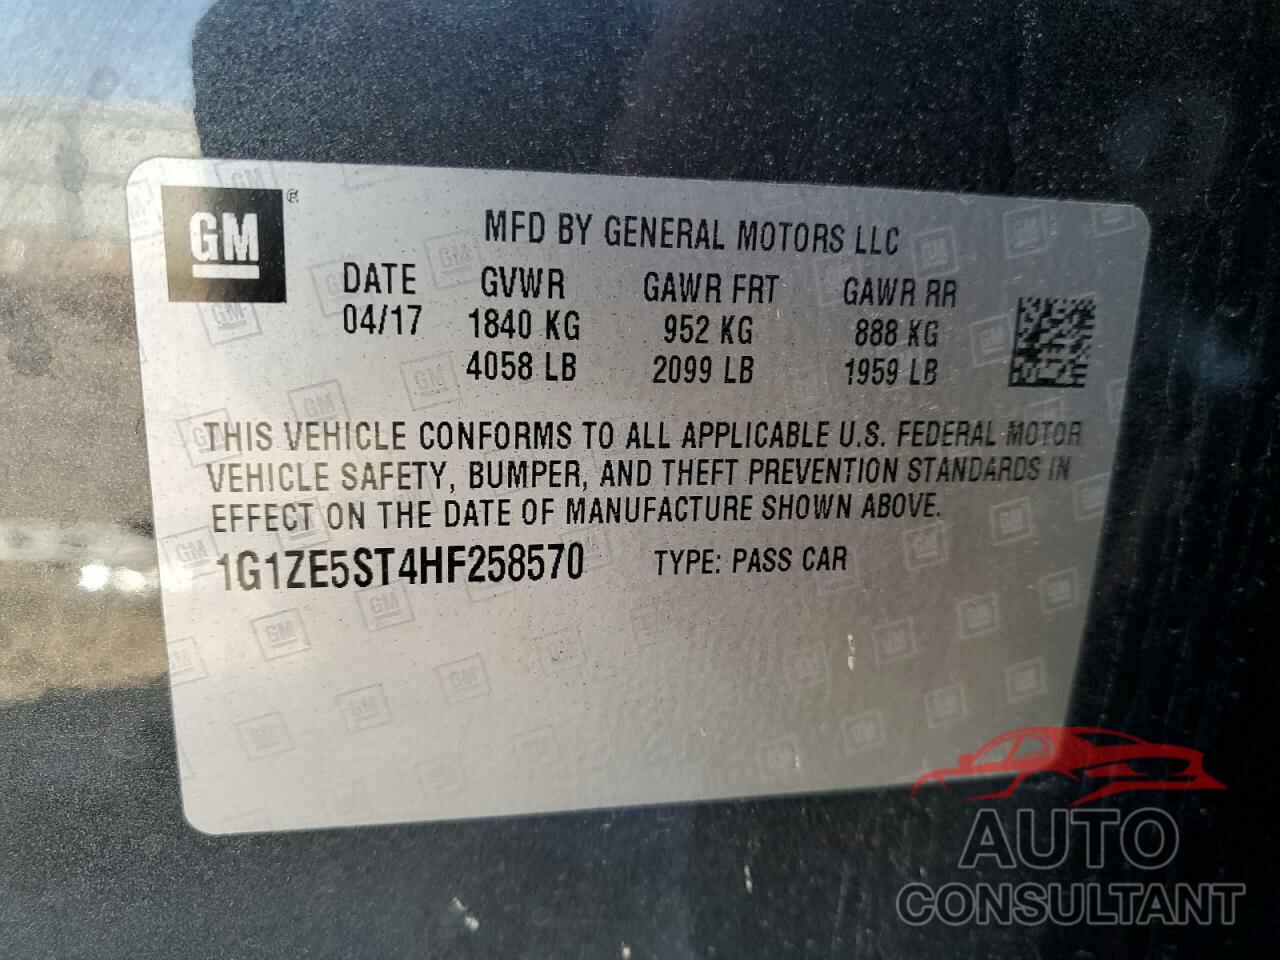 GM ®
MFD BY GENERAL MOTORS LLC
DATE GVWR GAWR FRT GAWR RR
04/17 1840 KG 952 KG 888 KG
4058 LB 2099 LB 1959 LB
THIS VEHICLE CONFORMS TO ALL APPLICABLE U.S. FEDERAL MOTOR
VEHICLE SAFETY, BUMPER, AND THEFT PREVENTION STANDARDS IN
EFFECT ON THE DATE OF MANUFACTURE SHOWN ABOVE.
1G1ZE5ST4HF258570 TYPE: PASS CAR
AUTO
CONSULTANT